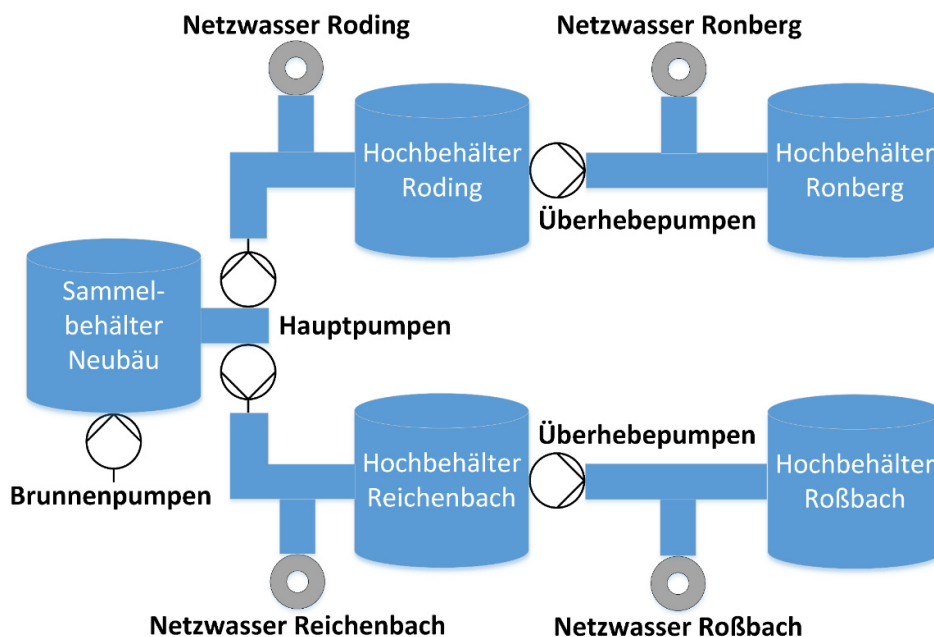 Netzwasser Roding
Netzwasser Ronberg
Hochbehälter
Roding
Hochbehälter
Ronberg
Überhebepumpen
Sammel-
behälter
Neubäu
Hauptpumpen
Brunnenpumpen
Überhebepumpen
Hochbehälter
Reichenbach
Hochbehälter
Roßbach
Netzwasser Reichenbach
Netzwasser Roßbach